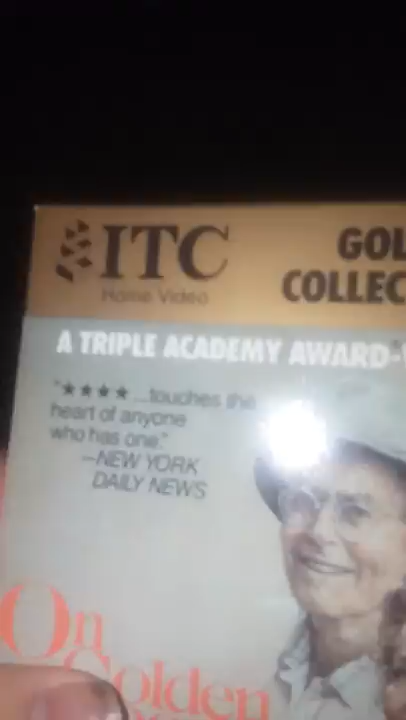 ITC
Home Video
GOL
COLLEC
A TRIPLE ACADEMY AWARD®-
"★★★★...touches the
heart of anyone
who has one."
—NEW YORK
DAILY NEWS
On
Golden